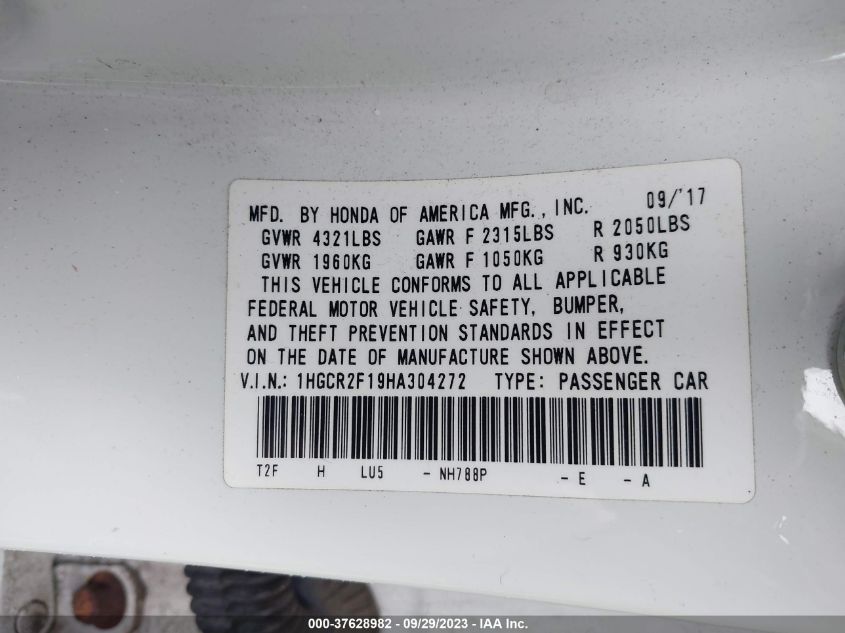 MFD. BY HONDA OF AMERICA MFG., INC. 09/'17
GVWR 4321LBS GAWR F 2315LBS R 2050LBS
GVWR 1960KG GAWR F 1050KG R 930KG
THIS VEHICLE CONFORMS TO ALL APPLICABLE
FEDERAL MOTOR VEHICLE SAFETY, BUMPER,
AND THEFT PREVENTION STANDARDS IN EFFECT
ON THE DATE OF MANUFACTURE SHOWN ABOVE.
V.I.N.: 1HGCR2F19HA304272 TYPE: PASSENGER CAR
T2F H LU5 - NH788P - E - A
000-37628982 - 09/29/2023 - IAA Inc.